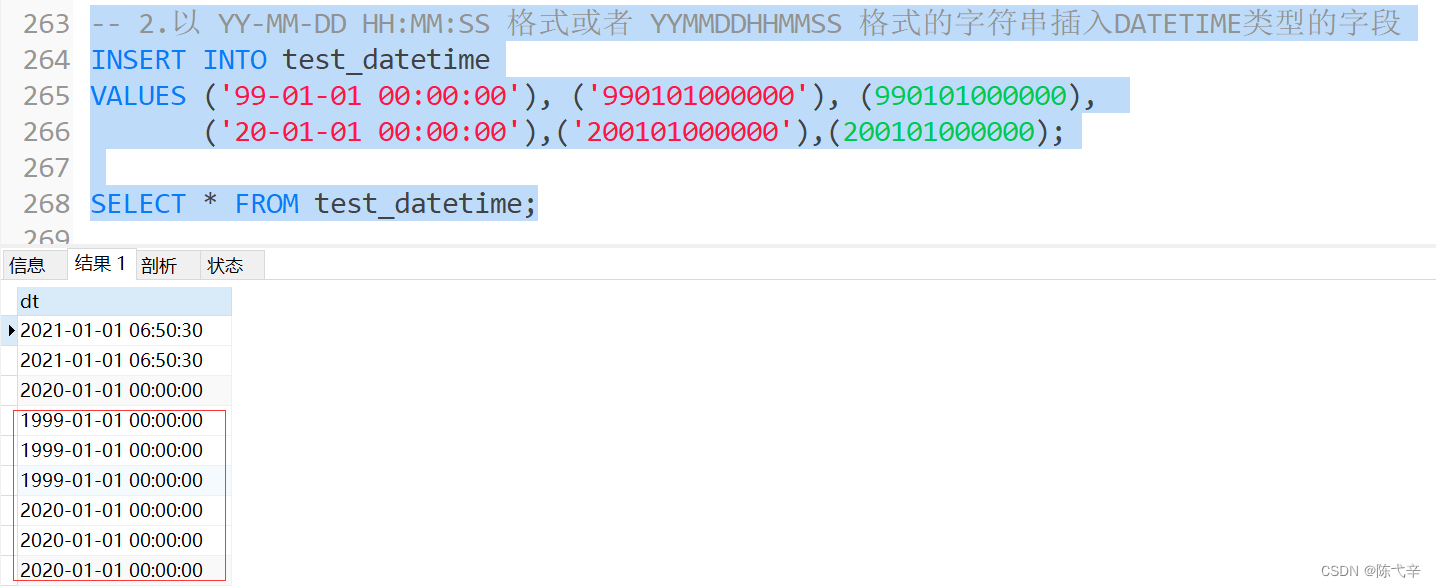 263 -- 2.以 YY-MM-DD HH:MM:SS 格式或者 YYMMDDHHMMSS 格式的字符串插入DATETIME类型的字段
264 INSERT INTO test_datetime
265 VALUES ('99-01-01 00:00:00'), ('990101000000'), (990101000000),
266 ('20-01-01 00:00:00'),('200101000000'),(200101000000);
267
268 SELECT * FROM test_datetime;
269
信息 结果 1 剖析 状态
dt
2021-01-01 06:50:30
2021-01-01 06:50:30
2020-01-01 00:00:00
1999-01-01 00:00:00
1999-01-01 00:00:00
1999-01-01 00:00:00
2020-01-01 00:00:00
2020-01-01 00:00:00
2020-01-01 00:00:00
CSDN @陈弋辛